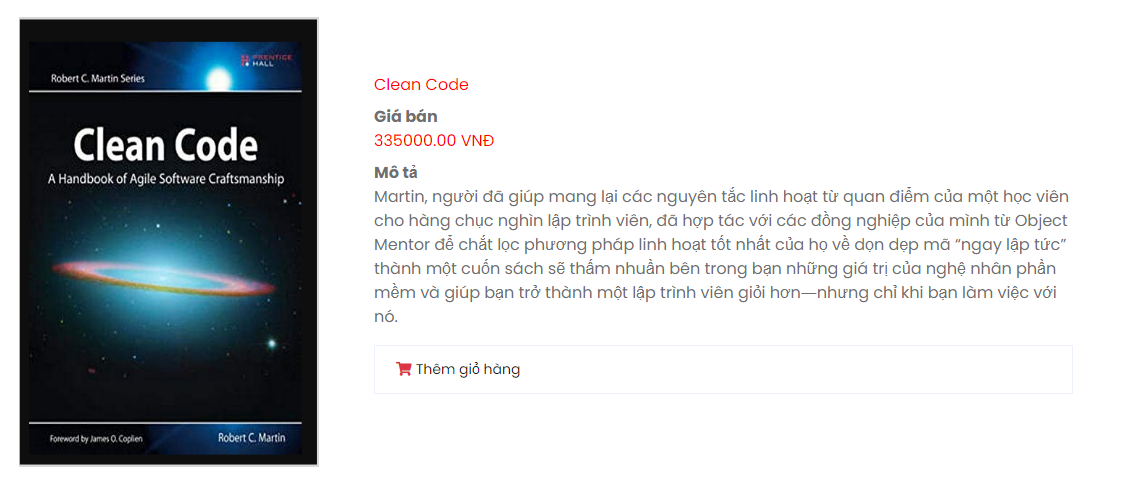 PRENTICE
HALL
Robert C. Martin Series
Clean Code
A Handbook of Agile Software Craftsmanship
Foreword by James O. Coplien
Robert C. Martin
Clean Code
Giá bán
335000.00 VNĐ
Mô tả
Martin, người đã giúp mang lại các nguyên tắc linh hoạt từ quan điểm của một học viên
cho hàng chục nghìn lập trình viên, đã hợp tác với các đồng nghiệp của mình từ Object
Mentor để chắt lọc phương pháp linh hoạt tốt nhất của họ về dọn dẹp mã “ngay lập tức”
thành một cuốn sách sẽ thấm nhuần bên trong bạn những giá trị của nghệ nhân phần
mềm và giúp bạn trở thành một lập trình viên giỏi hơn—nhưng chỉ khi bạn làm việc với
nó.
Thêm giỏ hàng